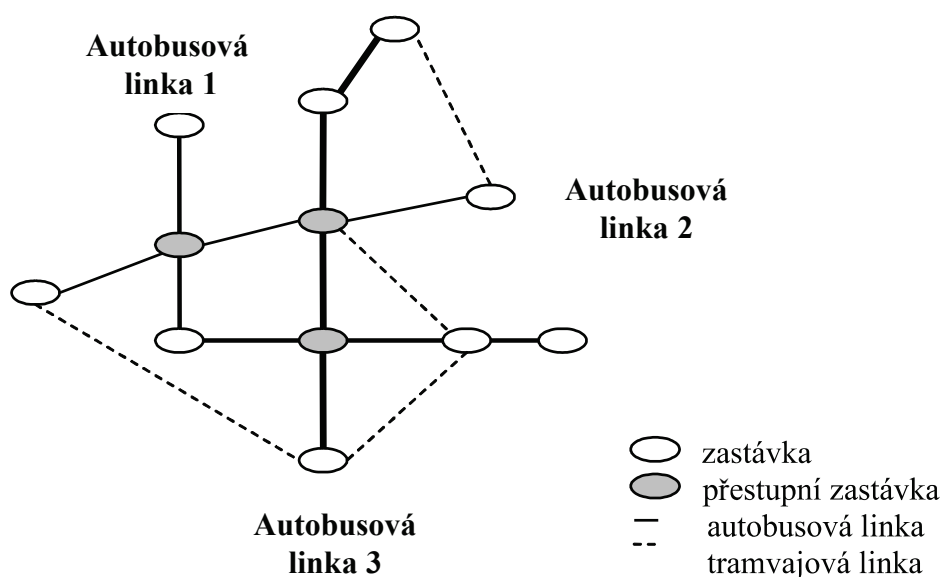 Autobusová
linka 1
Autobusová
linka 2
Autobusová
linka 3
zastávka
přestupní zastávka
autobusová linka
tramvajová linka